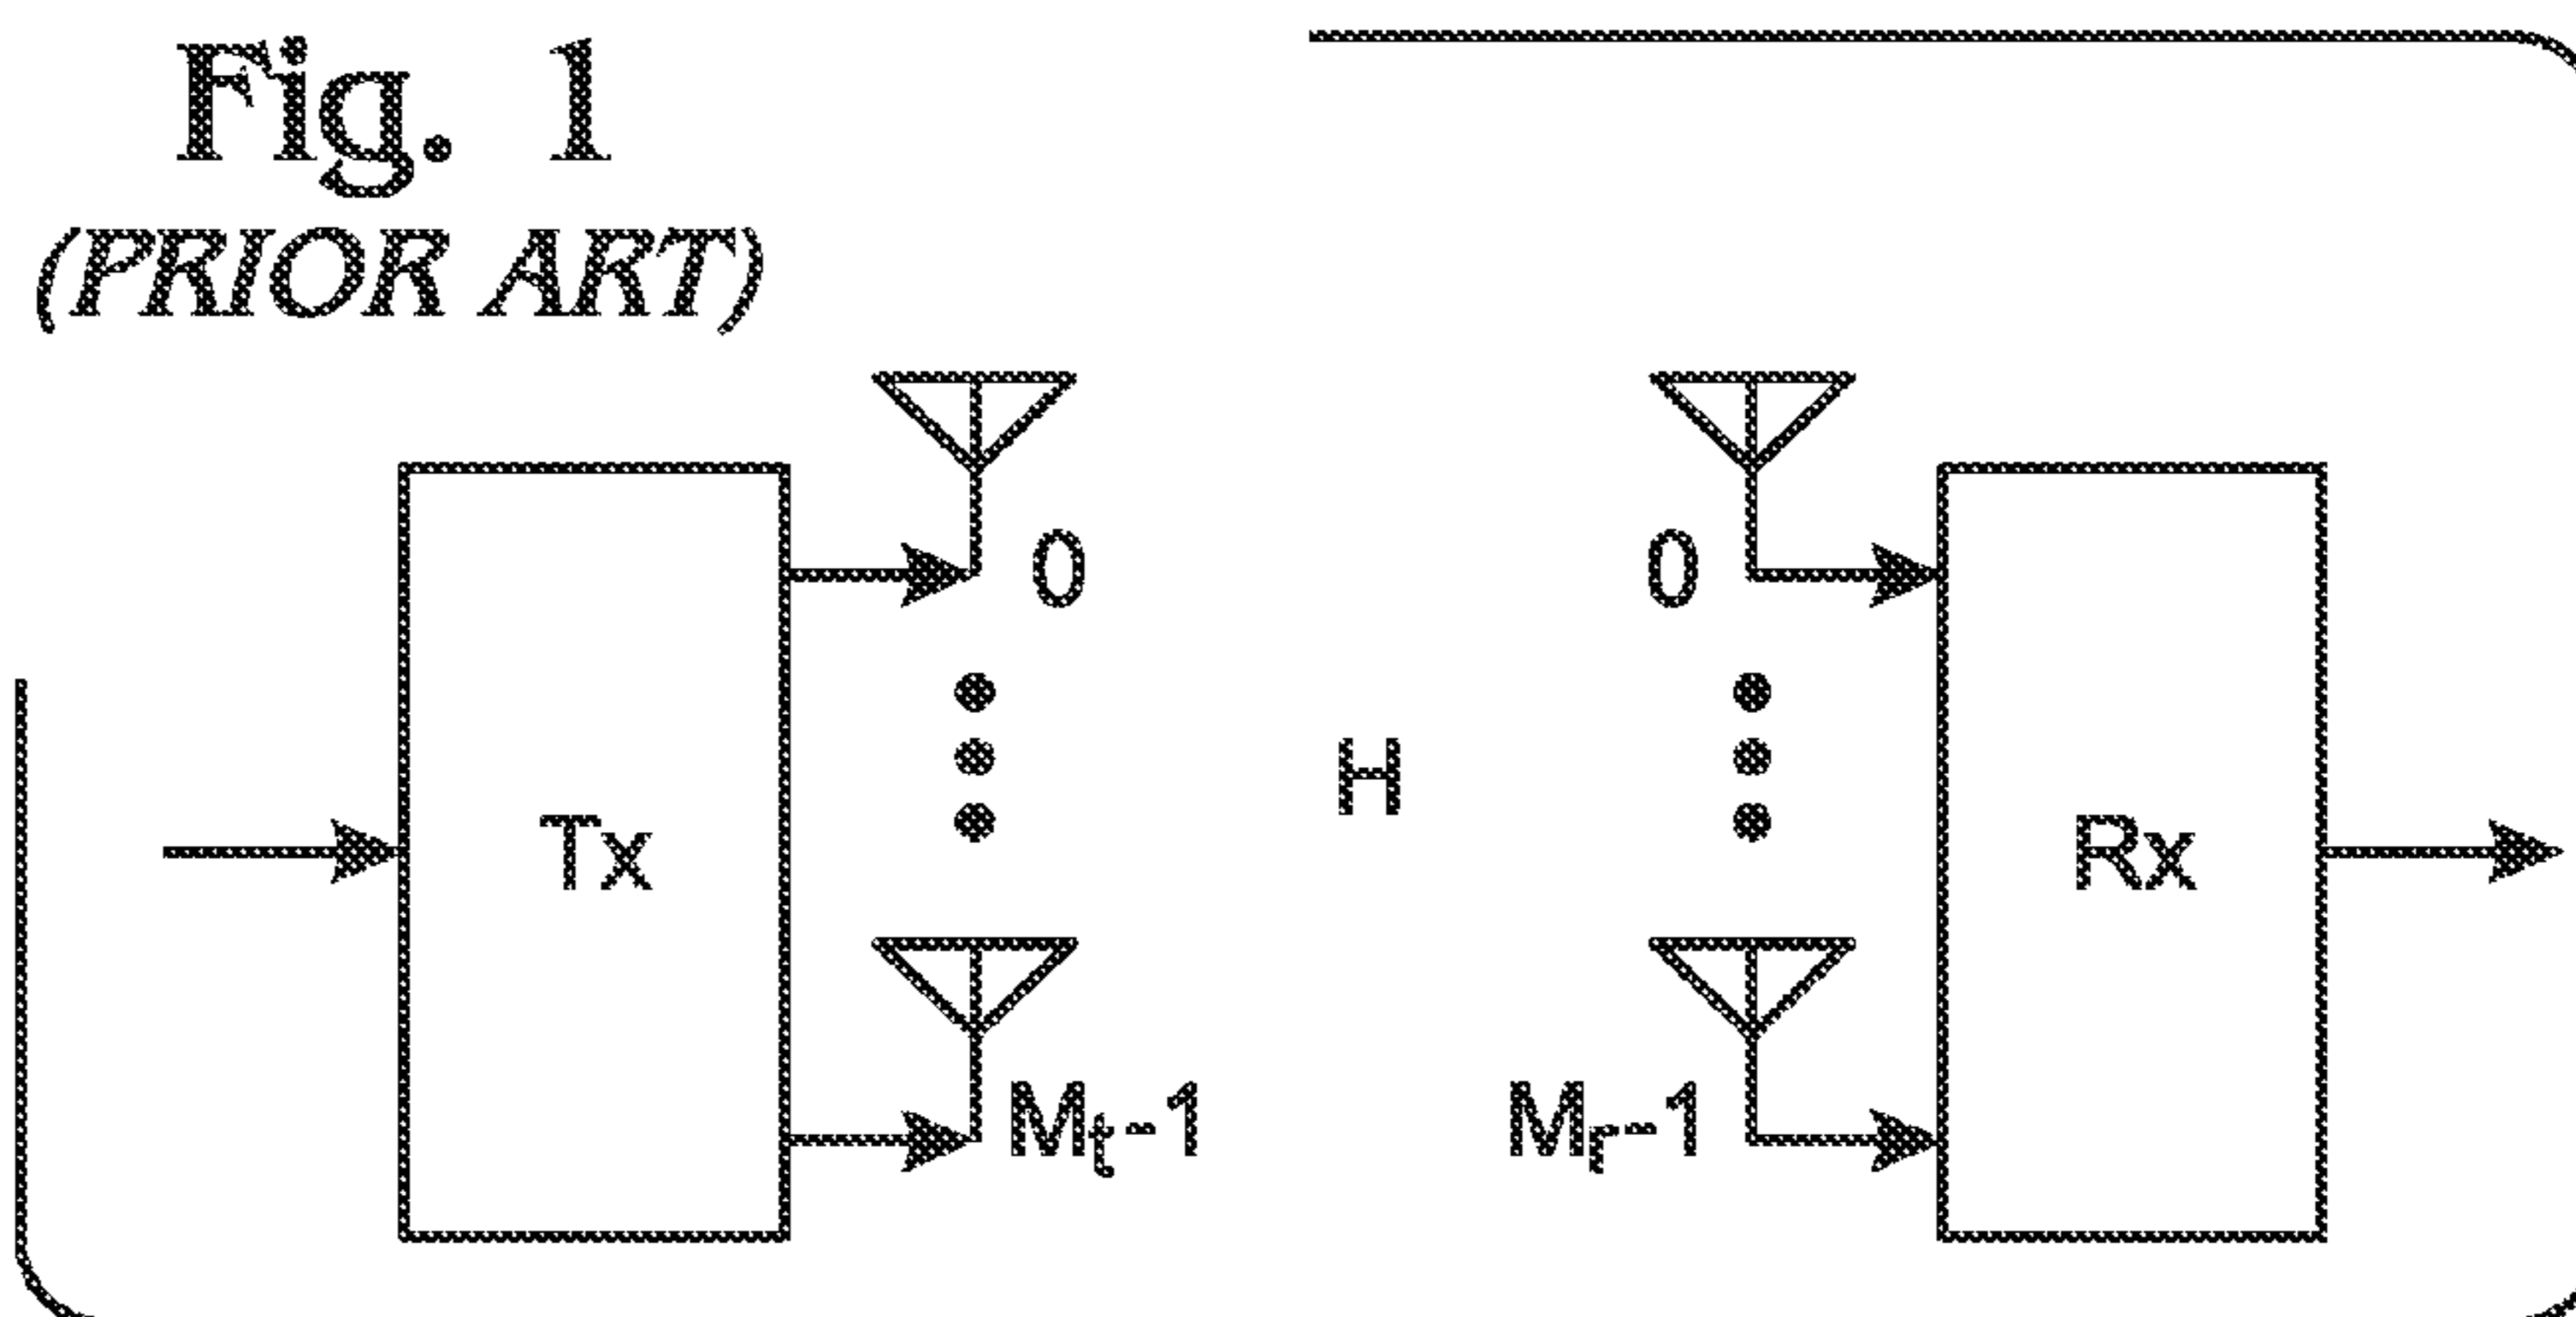 Fig. 1
(PRIOR ART)
0
0
H
Tx
Rx
Mt-1
Mr-1